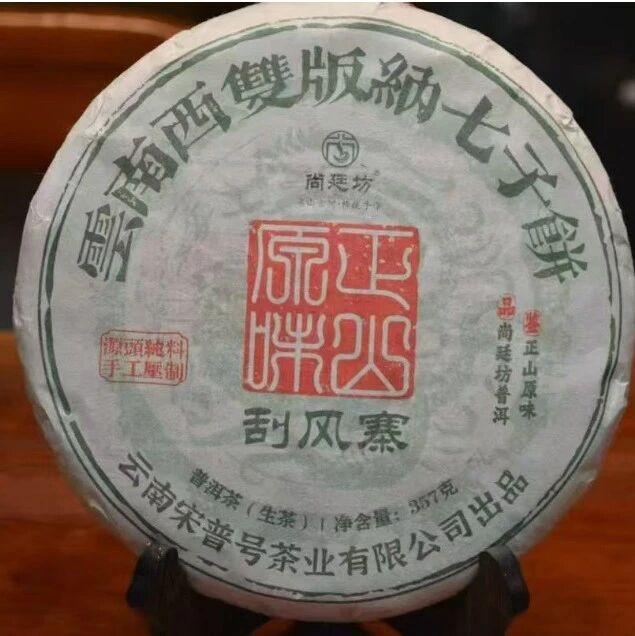 雲南西雙版納七子餅
尚廷坊®
正山
原味
刮风寨
源頭純料
手工壓制
鉴正山原味
品尚廷坊普洱
普洱茶（生茶）| 净含量：357克
云南宋普号茶业有限公司出品